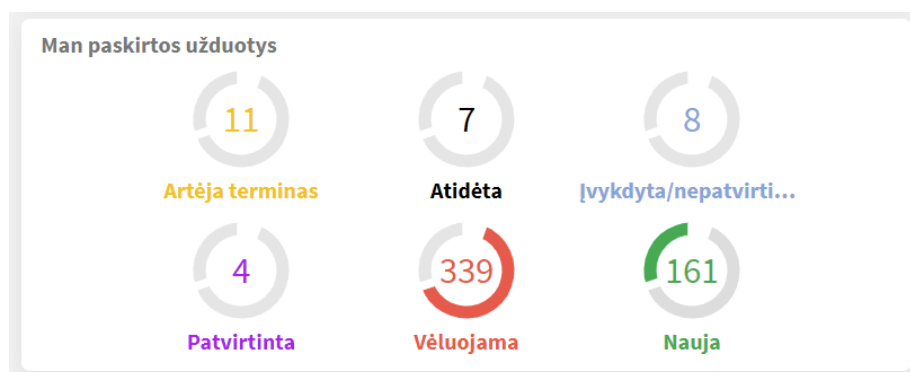 Man paskirtos užduotys
11 7 8
Artėja terminas Atidėta Įvykdyta/nepatvirti...
4 339 161
Patvirtinta Vėluojama Nauja